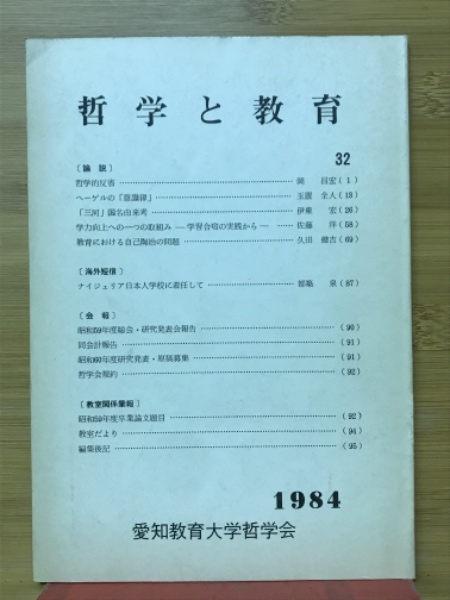 哲学と教育
32
〔論説〕
哲学的反省 …… 岡 昌宏 (1)
ヘーゲルの「意識律」 …… 玉置 全人 (13)
「三河」国名由来考 …… 伊東 宏 (26)
学力向上への一つの取組み ― 学習合宿の実践から ― …… 佐藤 洋 (58)
教育における自己陶治の問題 …… 久田 健吉 (69)
〔海外短信〕
ナイジェリア日本人学校に着任して …… 都築 泉 (87)
〔会報〕
昭和59年度総会・研究発表会報告 …… (90)
同会計報告 …… (91)
昭和60年度研究発表・原稿募集 …… (91)
哲学会規約 …… (92)
〔教室関係彙報〕
昭和59年度卒業論文題目 …… (92)
教室だより …… (94)
編集後記 …… (95)
1984
愛知教育大学哲学会